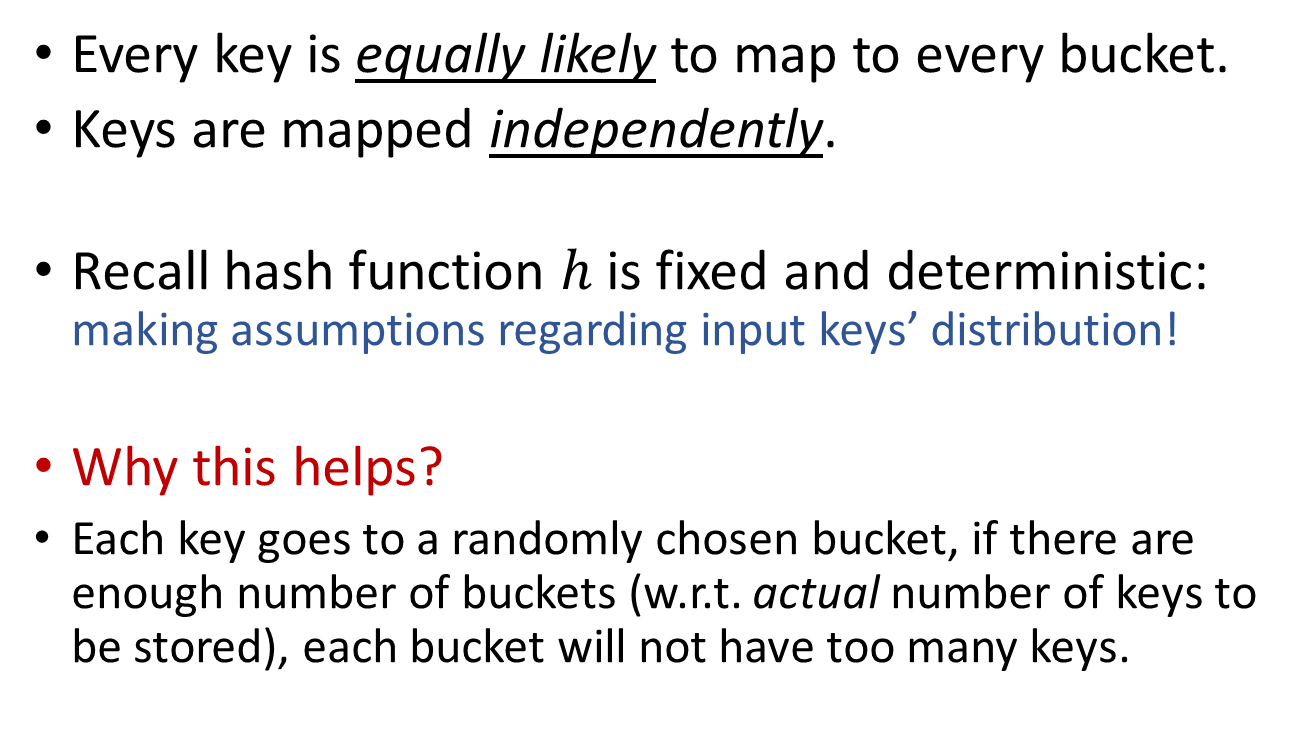 • Every key is equally likely to map to every bucket.
• Keys are mapped independently.
• Recall hash function ℎ is fixed and deterministic:
making assumptions regarding input keys’ distribution!
• Why this helps?
• Each key goes to a randomly chosen bucket, if there are
enough number of buckets (w.r.t. actual number of keys to
be stored), each bucket will not have too many keys.